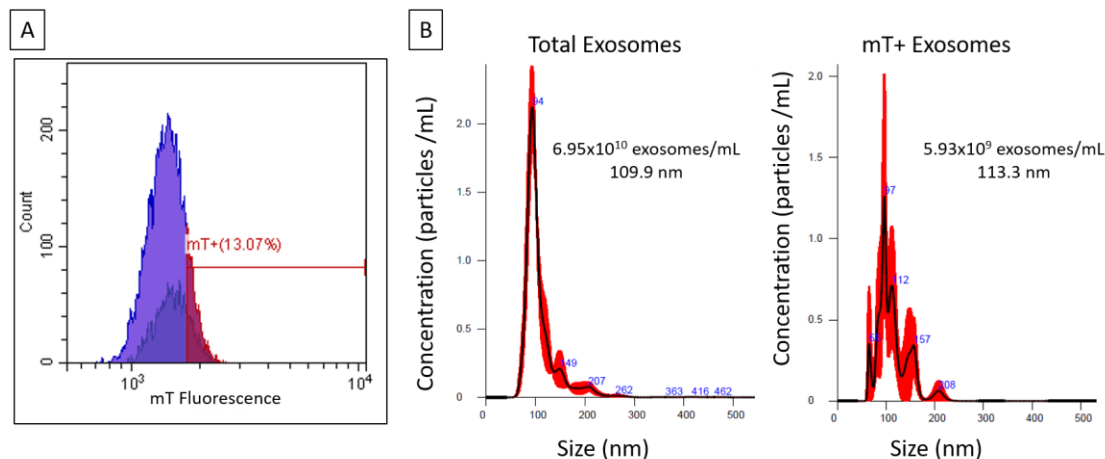 A
Count
200
100
0
mT+(13.07%)
10³
10⁴
mT Fluorescence
B
Total Exosomes
Concentration (particles /mL)
2.0
1.5
1.0
0.5
0
94
6.95x10¹⁰ exosomes/mL
109.9 nm
149
207
262
363
416
462
0
100
200
300
400
500
Size (nm)
mT+ Exosomes
Concentration (particles /mL)
2.0
1.5
1.0
0.5
0
5.93x10⁹ exosomes/mL
113.3 nm
97
112
157
208
0
100
200
300
400
500
Size (nm)